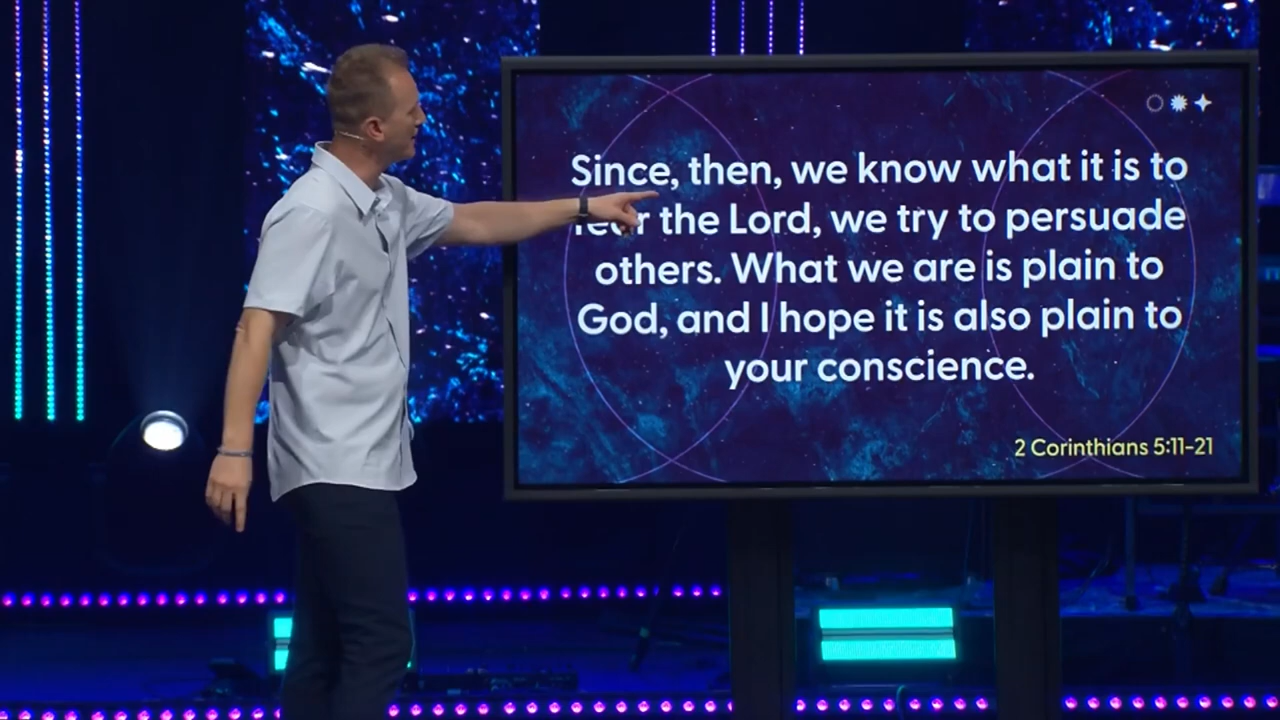 Since, then, we know what it is to
fear the Lord, we try to persuade
others. What we are is plain to
God, and I hope it is also plain to
your conscience.
2 Corinthians 5:11-21